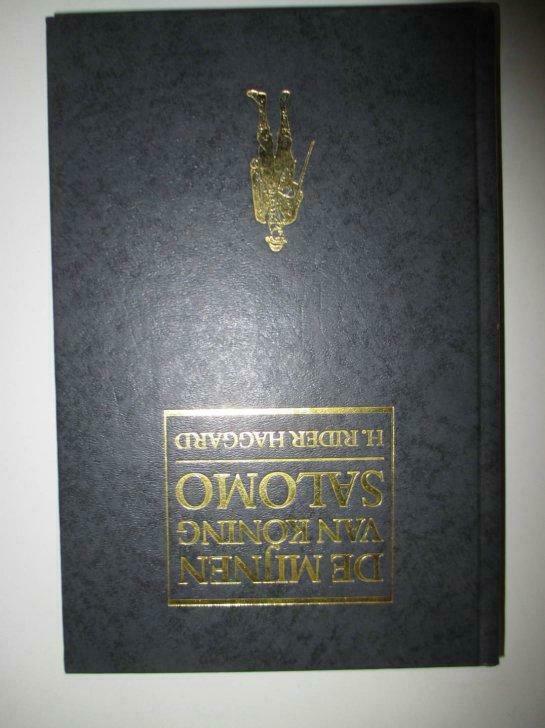 DE MIJNEN
VAN KONING
SALOMO
H. RIDER HAGGARD